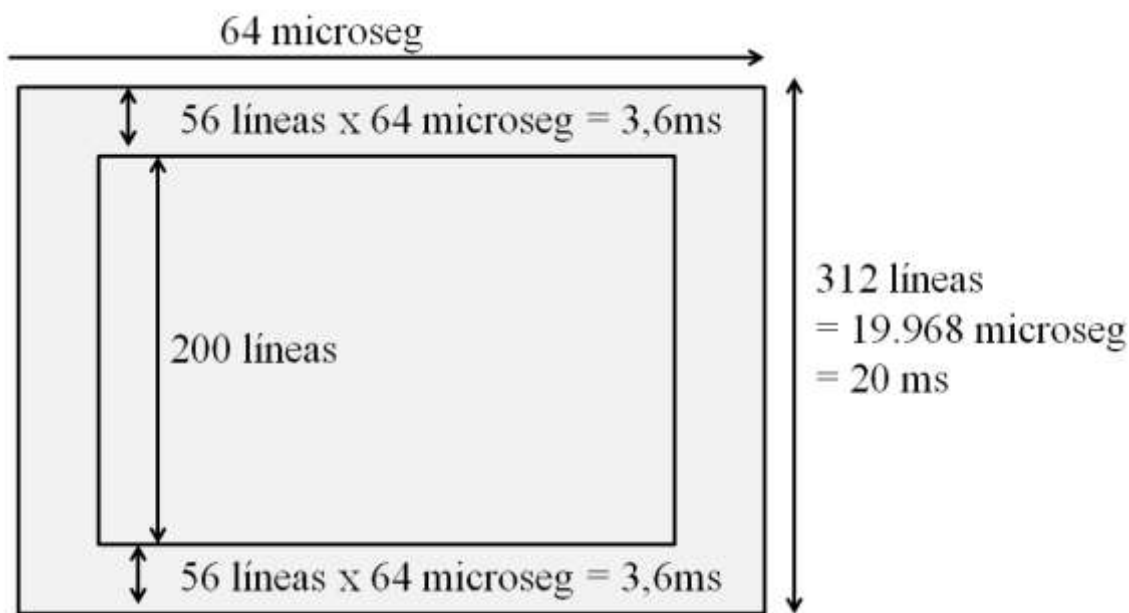 64 microseg
56 líneas x 64 microseg = 3,6ms
200 líneas
312 líneas
= 19.968 microseg
= 20 ms
56 líneas x 64 microseg = 3,6ms